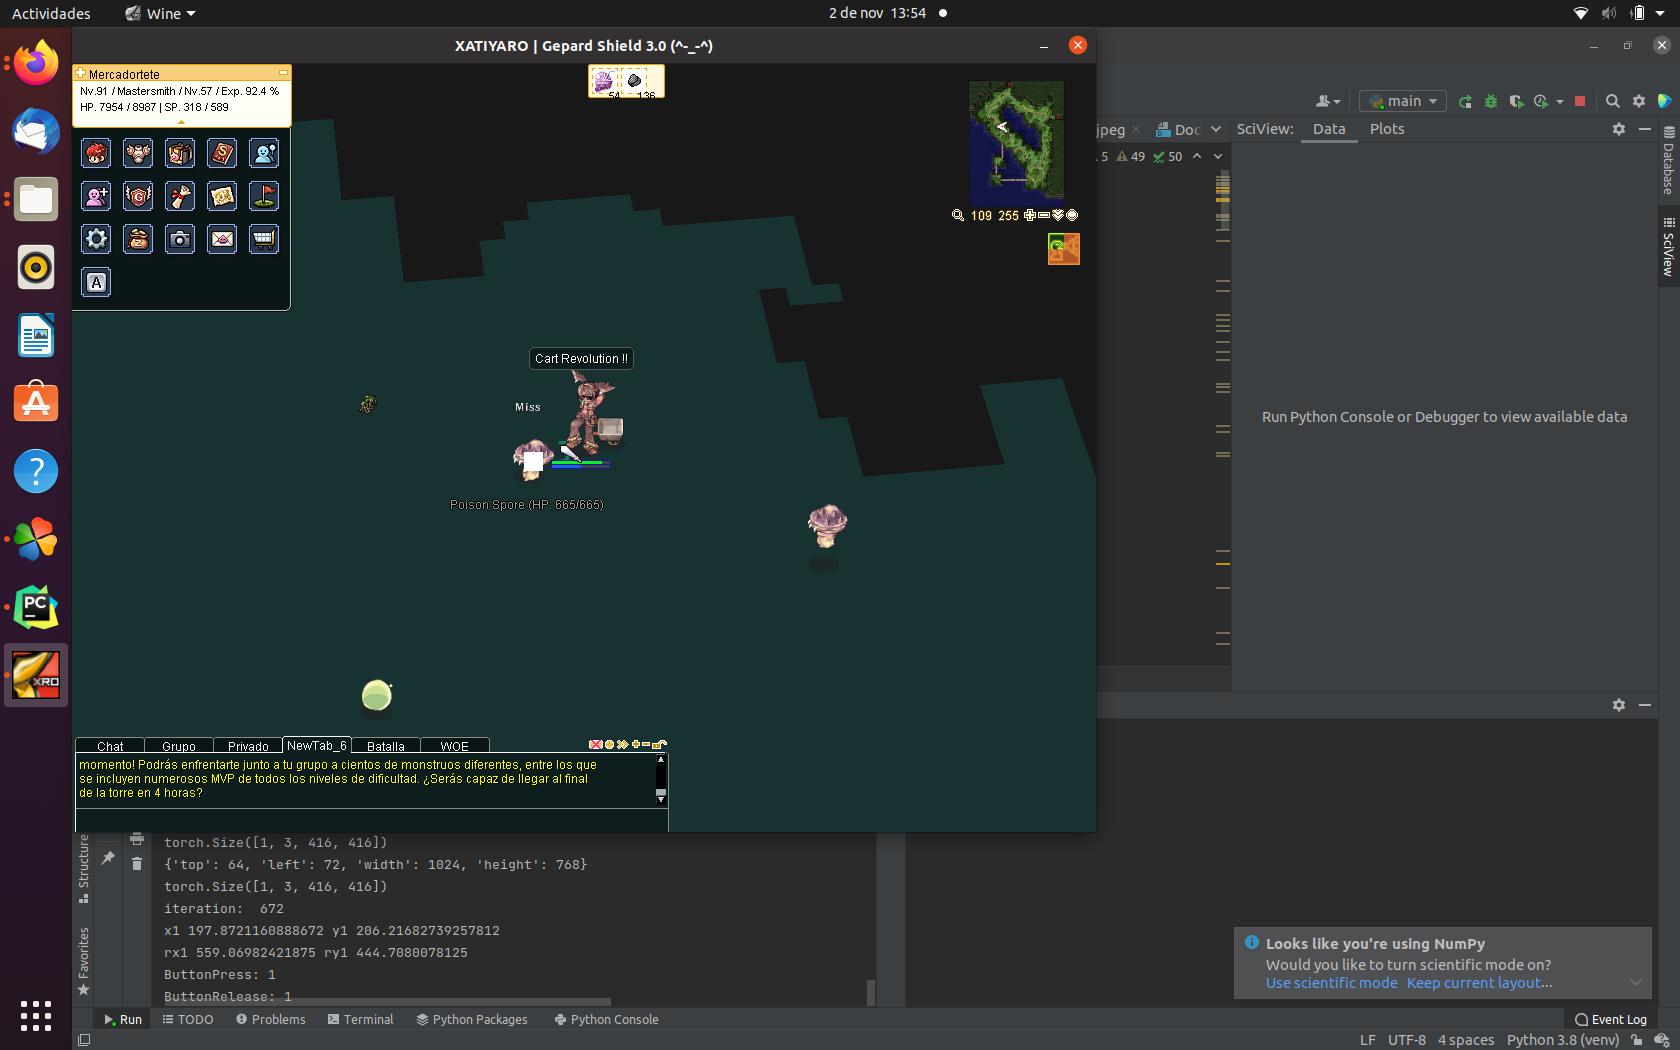 Actividades
Wine
2 de nov 13:54
XATIYARO | Gepard Shield 3.0 (^-_-^)
Mercadortete
Nv.91 / Mastersmith / Nv.57 / Exp. 92.4 %
HP. 7954 / 8987 | SP. 318 / 589
54
136
109 255
A
Cart Revolution !!
Miss
Poison Spore (HP: 665/665)
Chat
Grupo
Privado
NewTab_6
Batalla
WOE
momento! Podrás enfrentarte junto a tu grupo a cientos de monstruos diferentes, entre los que
se incluyen numerosos MVP de todos los niveles de dificultad. ¿Serás capaz de llegar al final
de la torre en 4 horas?
main
jpeg
Doc
SciView:
Data
Plots
5
49
50
Database
SciView
Run Python Console or Debugger to view available data
PC
XRO
Structure
Favorites
torch.Size([1, 3, 416, 416])
{'top': 64, 'left': 72, 'width': 1024, 'height': 768}
torch.Size([1, 3, 416, 416])
iteration:  672
x1 197.8721160888672 y1 206.21682739257812
rx1 559.06982421875 ry1 444.7080078125
ButtonPress: 1
ButtonRelease: 1
Looks like you're using NumPy
Would you like to turn scientific mode on?
Use scientific mode Keep current layout...
Run
TODO
Problems
Terminal
Python Packages
Python Console
Event Log
LF UTF-8 4 spaces Python 3.8 (venv)